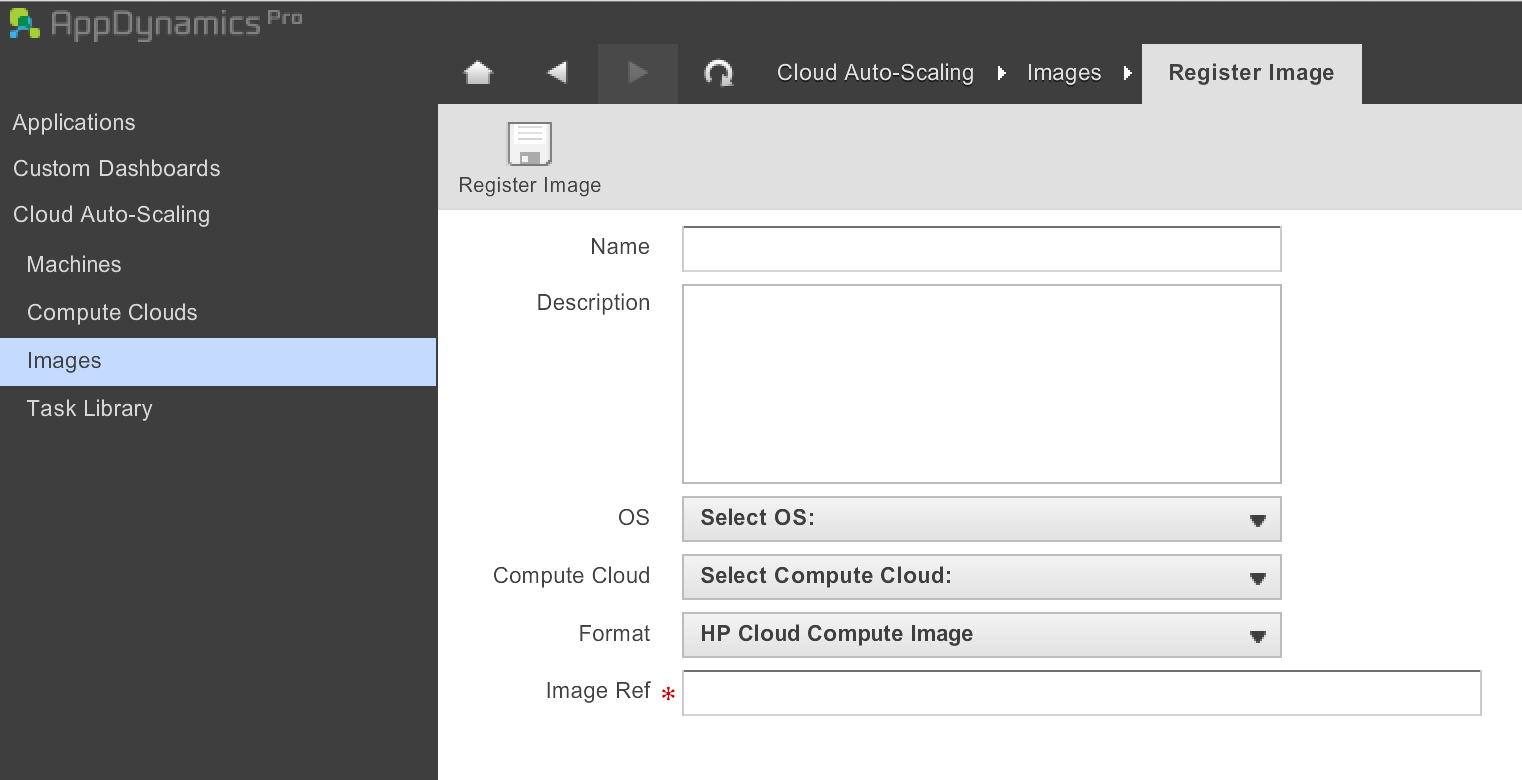 AppDynamics Pro
Cloud Auto-Scaling Images Register Image
Applications
Custom Dashboards
Cloud Auto-Scaling
Machines
Compute Clouds
Images
Task Library
Register Image
Name
Description
OS Select OS:
Compute Cloud Select Compute Cloud:
Format HP Cloud Compute Image
Image Ref *